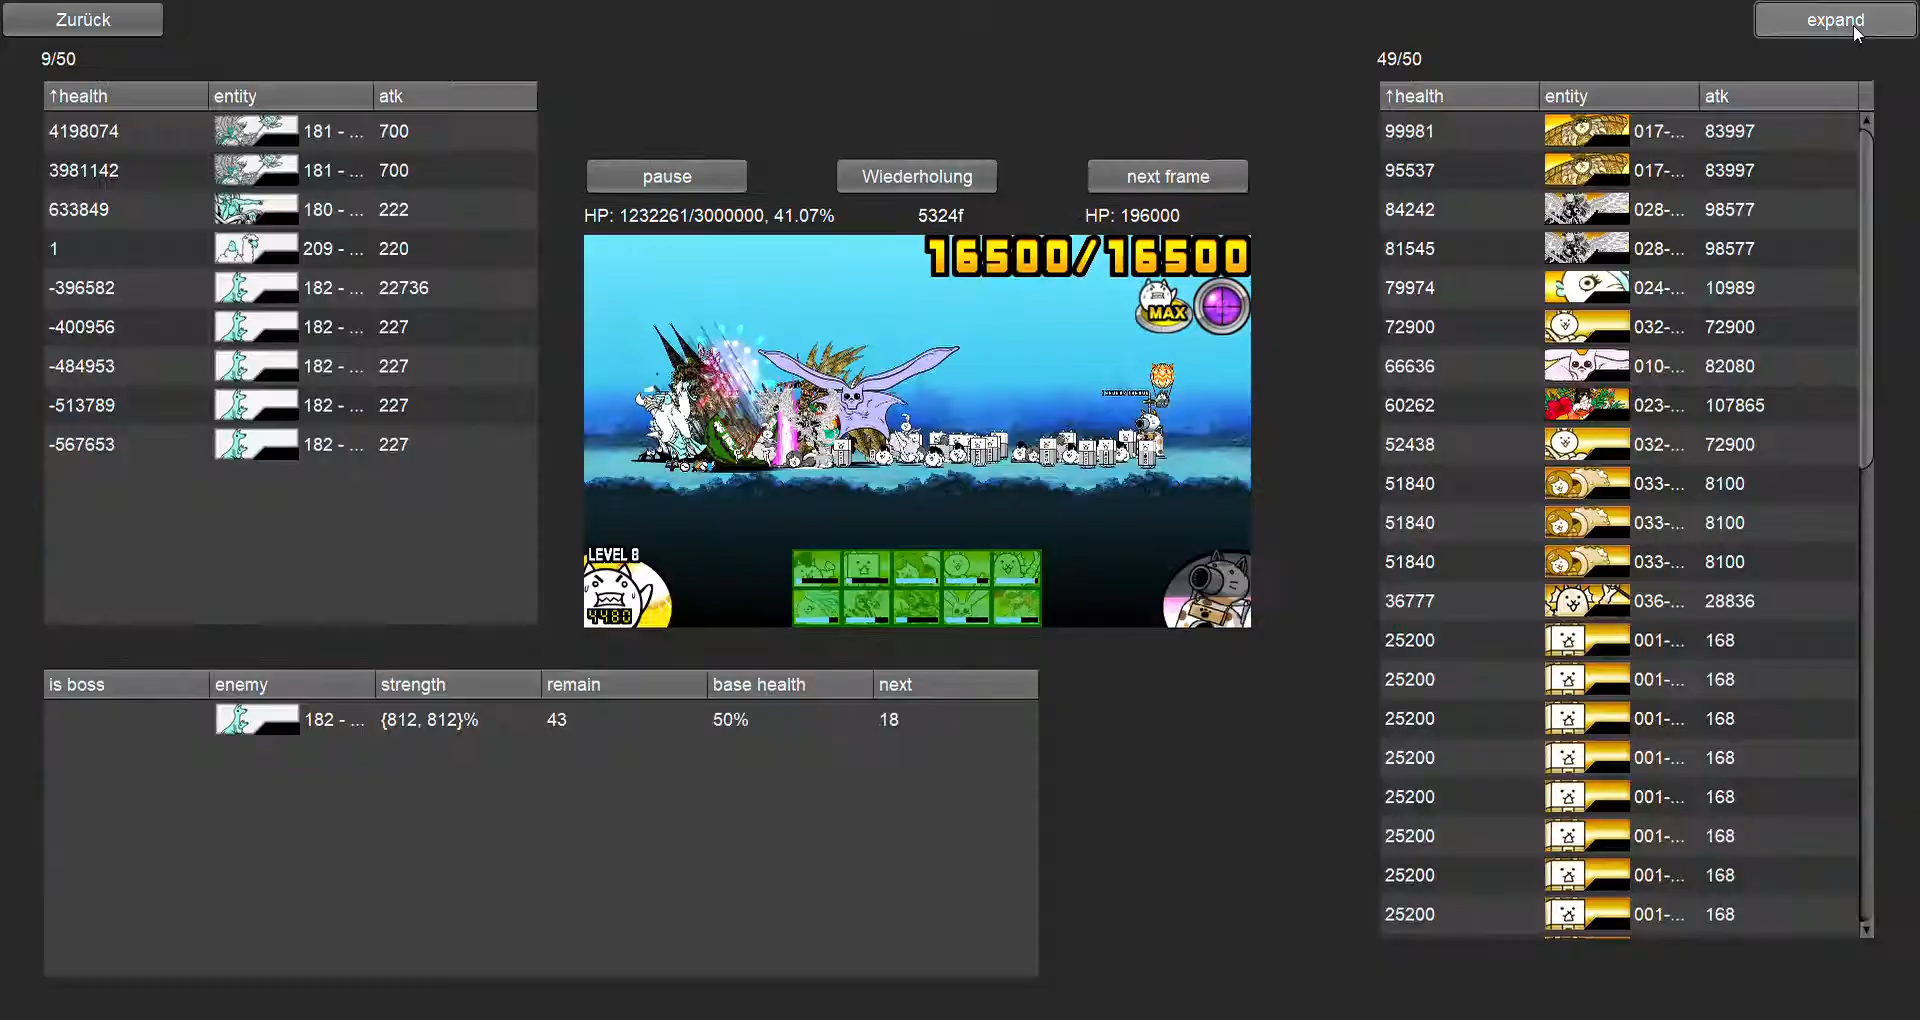 Zurück
expand
9/50
49/50
↑health entity atk
4198074 181 - ... 700
3981142 181 - ... 700
633849 180 - ... 222
1 209 - ... 220
-396582 182 - ... 22736
-400956 182 - ... 227
-484953 182 - ... 227
-513789 182 - ... 227
-567653 182 - ... 227
pause Wiederholung next frame
HP: 1232261/3000000, 41.07% 5324f HP: 196000
16500/16500
MAX
LEVEL 8
4480
is boss enemy strength remain base health next
182 - ... {812, 812}% 43 50% 18
↑health entity atk
99981 017-... 83997
95537 017-... 83997
84242 028-... 98577
81545 028-... 98577
79974 024-... 10989
72900 032-... 72900
66636 010-... 82080
60262 023-... 107865
52438 032-... 72900
51840 033-... 8100
51840 033-... 8100
51840 033-... 8100
36777 036-... 28836
25200 001-... 168
25200 001-... 168
25200 001-... 168
25200 001-... 168
25200 001-... 168
25200 001-... 168
25200 001-... 168
25200 001-... 168